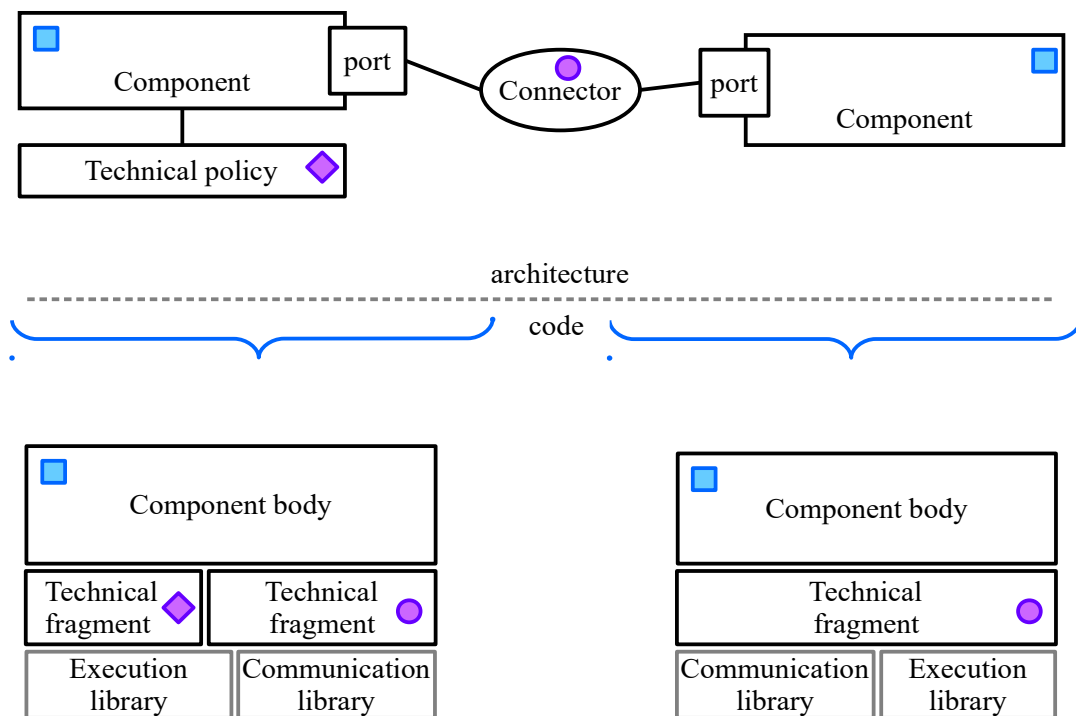 Component
port
Connector
port
Component
Technical policy
architecture
code
Component body
Component body
Technical
fragment
Technical
fragment
Technical
fragment
Execution
library
Communication
library
Communication
library
Execution
library